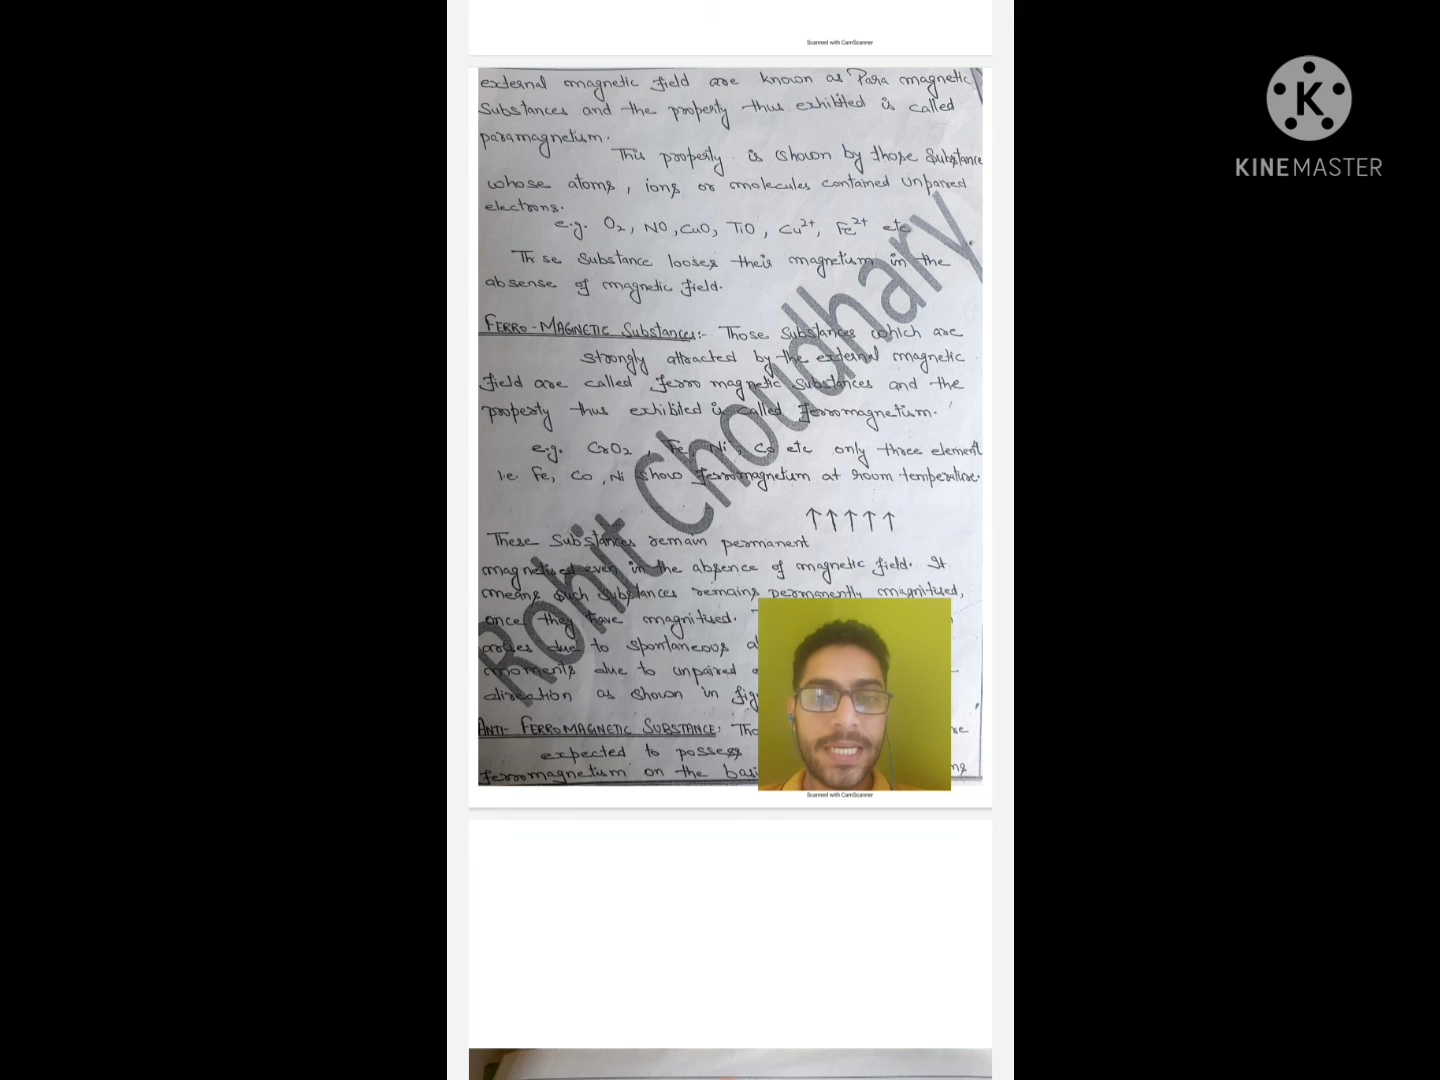 Scanned with CamScanner
external magnetic field are known as Para magnetic
Substances and the property thus exhibited is called
paramagnetism.
This property is shown by those substance
whose atoms, ions or molecules contained unpaired
electrons.
e.g. O₂, NO, CuO, TiO, Cu²⁺, Fe²⁺ etc
Th se substance looses their magnetism in the
absense of magnetic field.
FERRO-MAGNETIC Substances:- Those substances which are
strongly attracted by the external magnetic
field are called ferro magnetic substances and the
property thus exhibited is called ferromagnetism.
e.g. CrO₂, Fe, Ni, Co etc only three element
i.e. Fe, Co, Ni show ferromagnetism at room temperature.
↑↑↑↑↑
These substances remain permanent
magnetised even in the absence of magnetic field. It
means such substances remains permanently magnitised,
once they have magnitised.
arises due to spontaneous
moments due to unpaired
direction as shown in fig
ANTI- FERROMAGNETIC SUBSTANCE: Tho re
expected to possess
ferromagnetism on the basi ng
Rohit Choudhary
Scanned with CamScanner
K
KINEMASTER